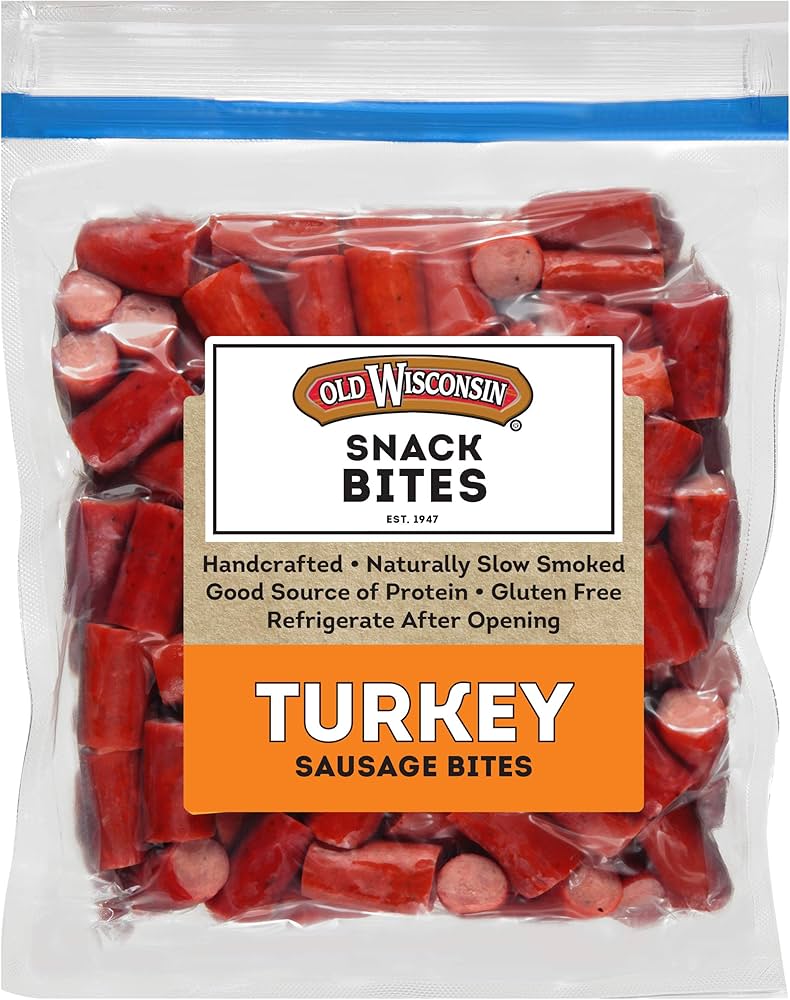 OLD WISCONSIN
®
SNACK
BITES
EST. 1947
Handcrafted • Naturally Slow Smoked
Good Source of Protein • Gluten Free
Refrigerate After Opening
TURKEY
SAUSAGE BITES